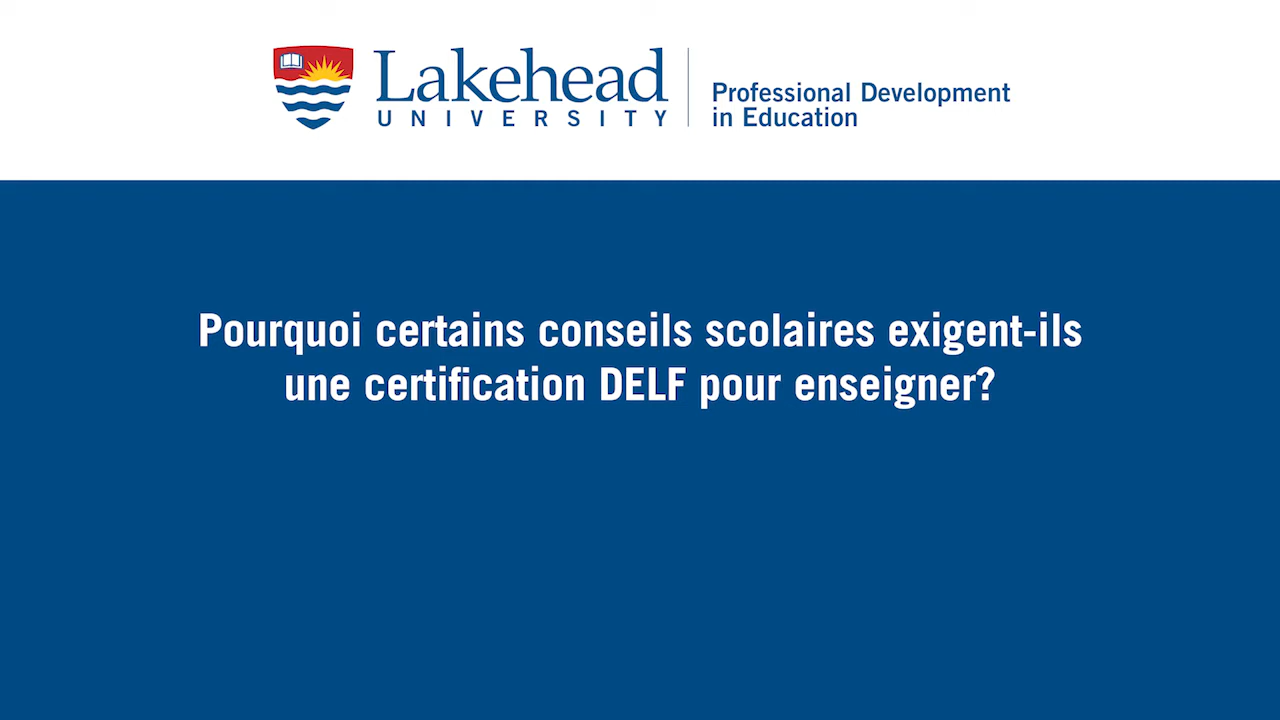 Lakehead
UNIVERSITY
Professional Development
in Education
Pourquoi certains conseils scolaires exigent-ils
une certification DELF pour enseigner?